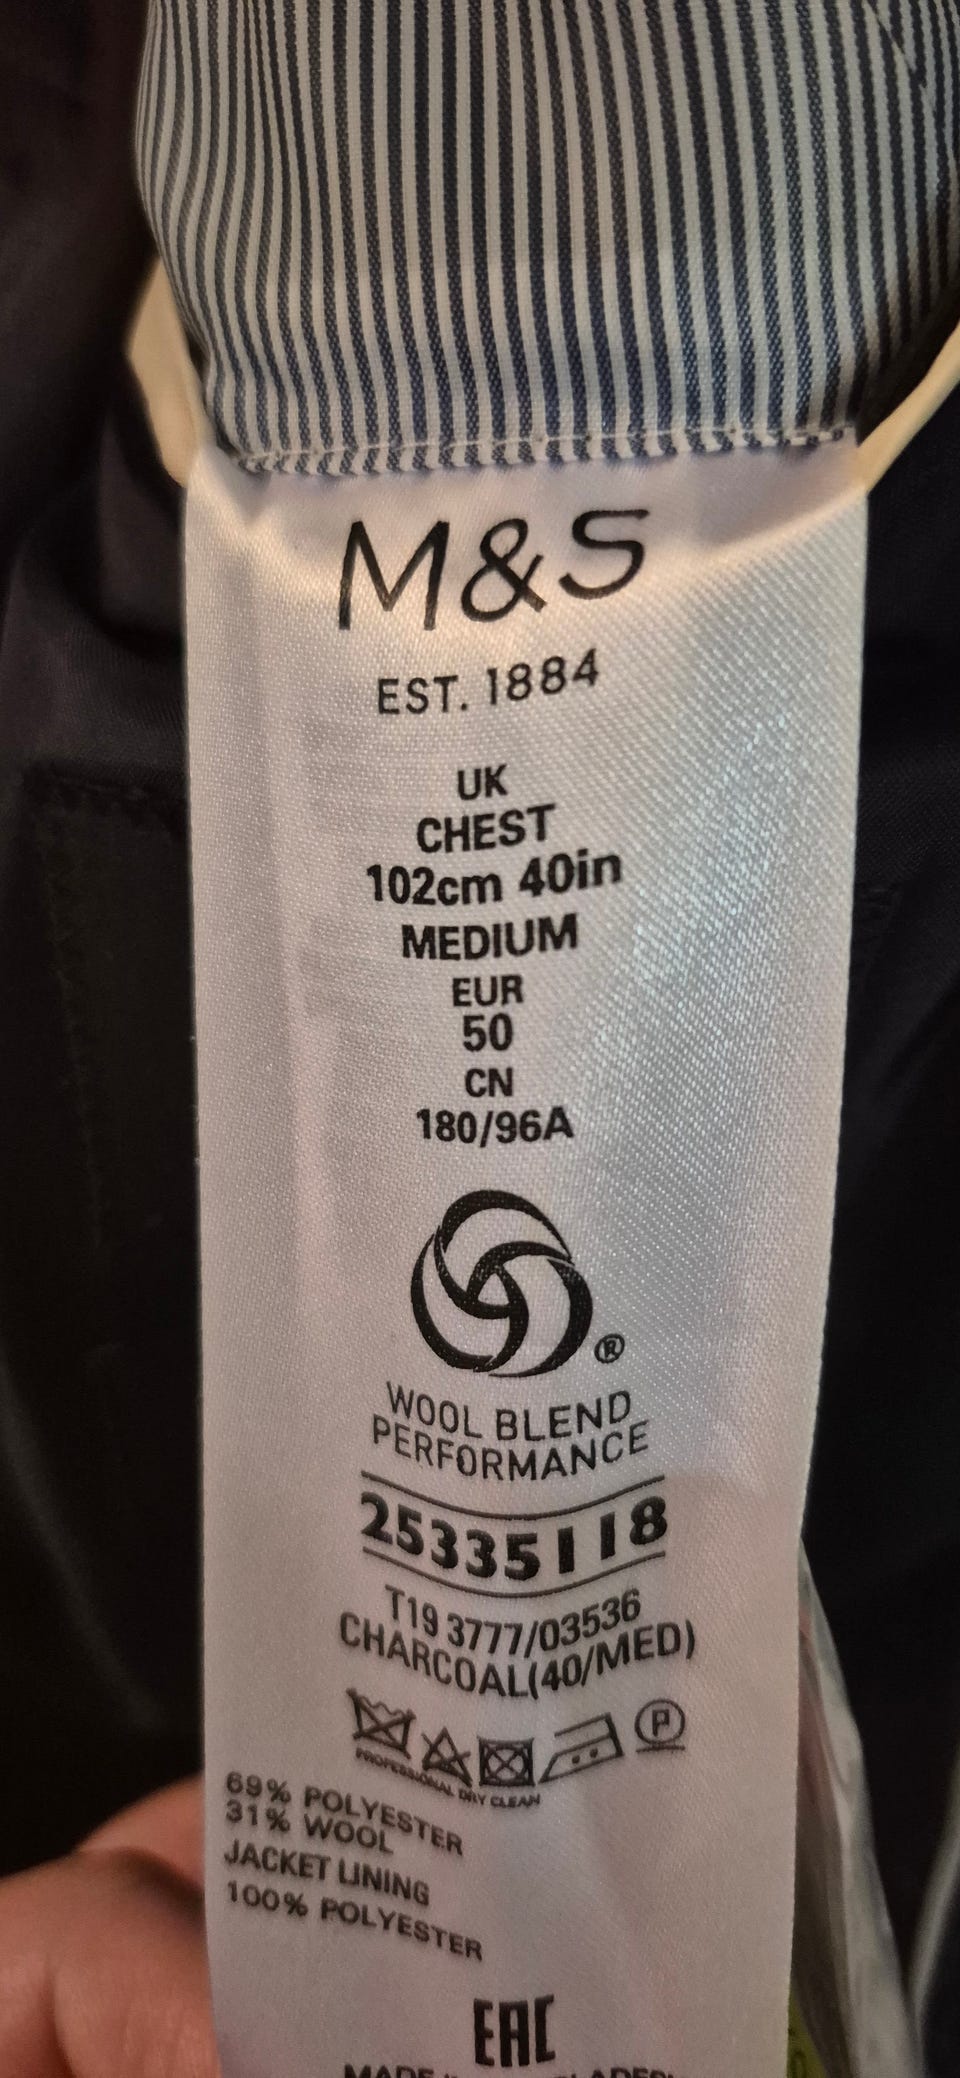 M&S
EST. 1884
UK
CHEST
102cm 40in
MEDIUM
EUR
50
CN
180/96A
®
WOOL BLEND
PERFORMANCE
25335118
T19 3777/03536
CHARCOAL(40/MED)
P
PROFESSIONAL DRY CLEAN
69% POLYESTER
31% WOOL
JACKET LINING
100% POLYESTER
EAC
MADE